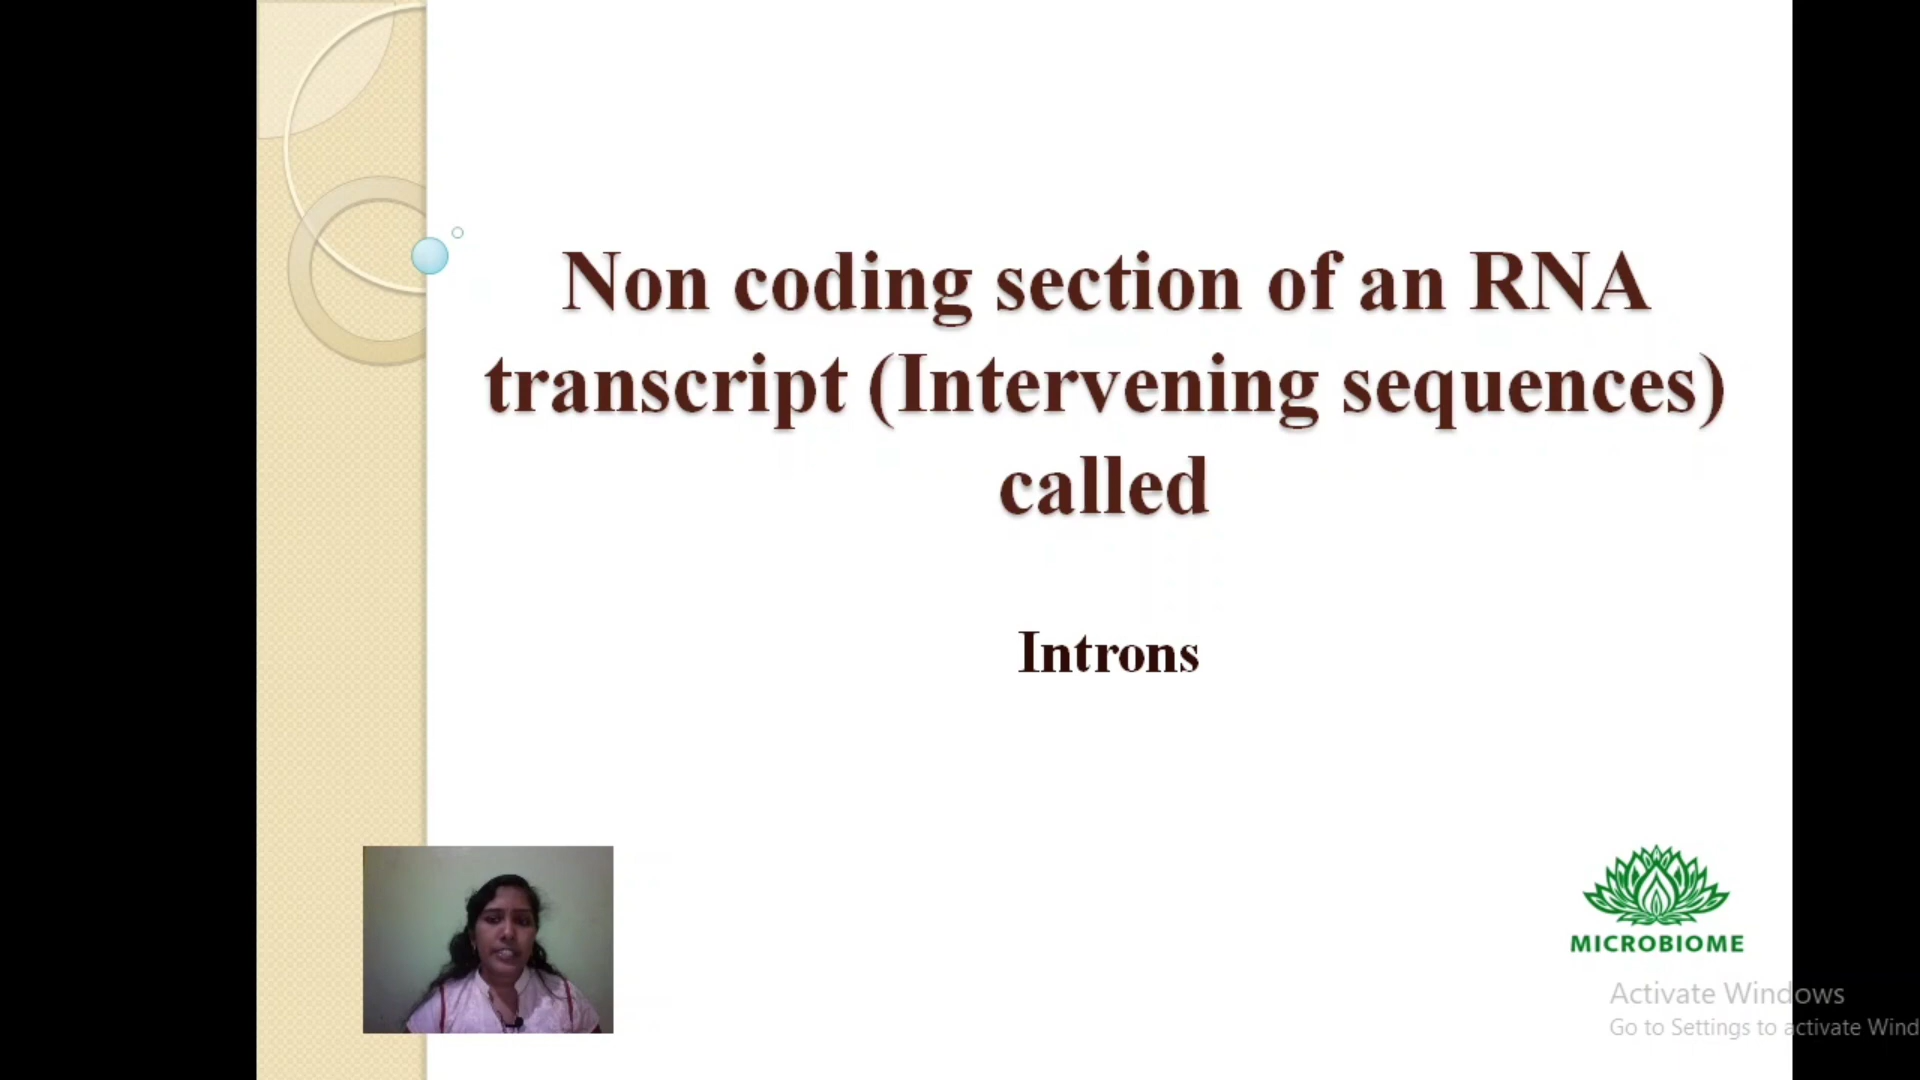 Non coding section of an RNA
transcript (Intervening sequences)
called
Introns
MICROBIOME
Activate Windows
Go to Settings to activate Wind